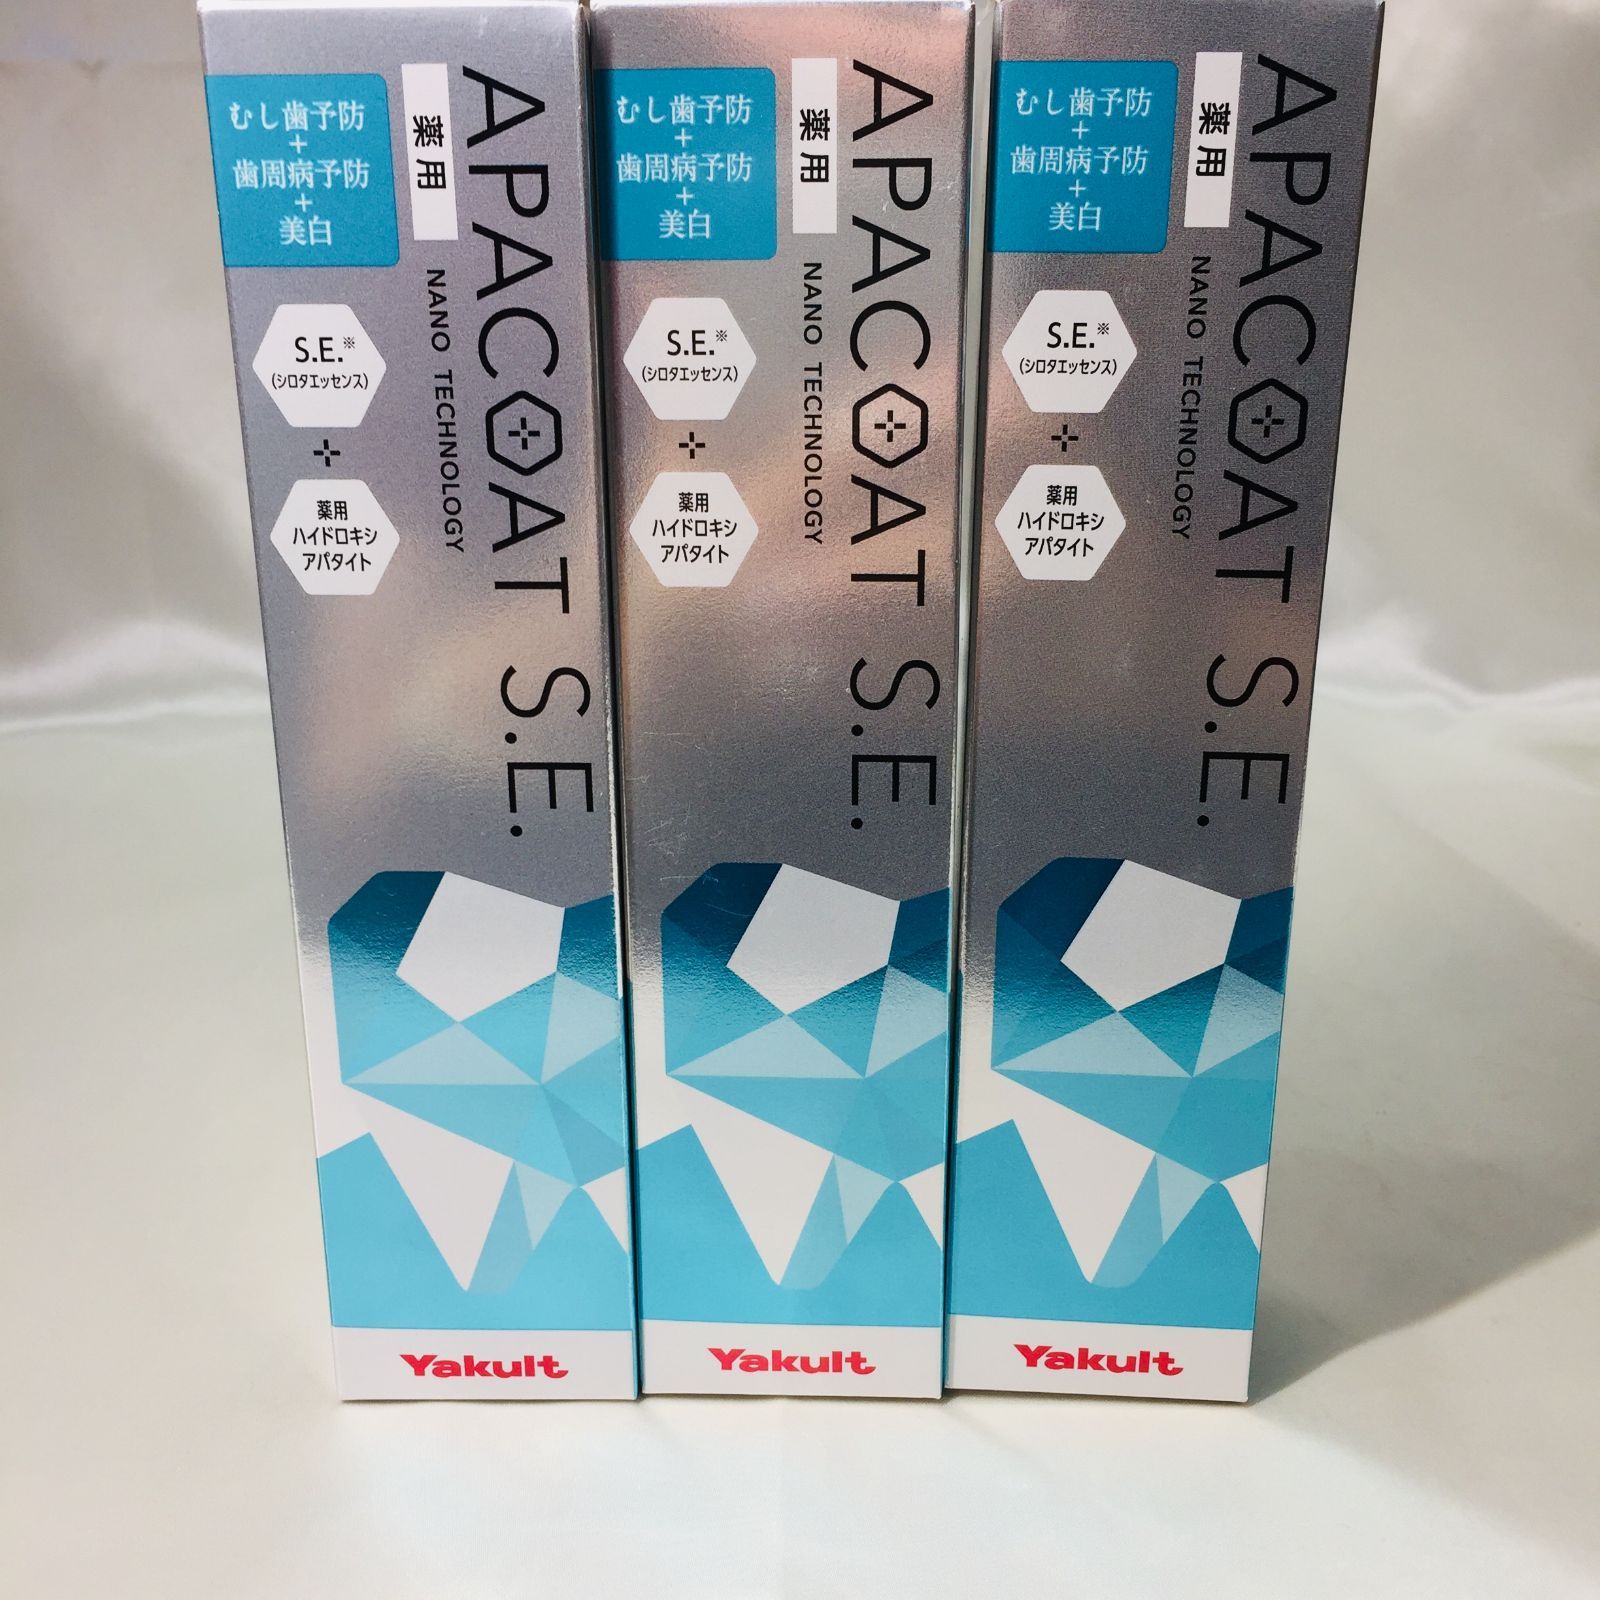 むし歯予防
+
歯周病予防
+
美白
薬用
APACOAT S.E.
NANO TECHNOLOGY
S.E.※
(シロタエッセンス)
+
薬用
ハイドロキシ
アパタイト
Yakult
むし歯予防
+
歯周病予防
+
美白
薬用
APACOAT S.E.
NANO TECHNOLOGY
S.E.※
(シロタエッセンス)
+
薬用
ハイドロキシ
アパタイト
Yakult
むし歯予防
+
歯周病予防
+
美白
薬用
APACOAT S.E.
NANO TECHNOLOGY
S.E.※
(シロタエッセンス)
+
薬用
ハイドロキシ
アパタイト
Yakult